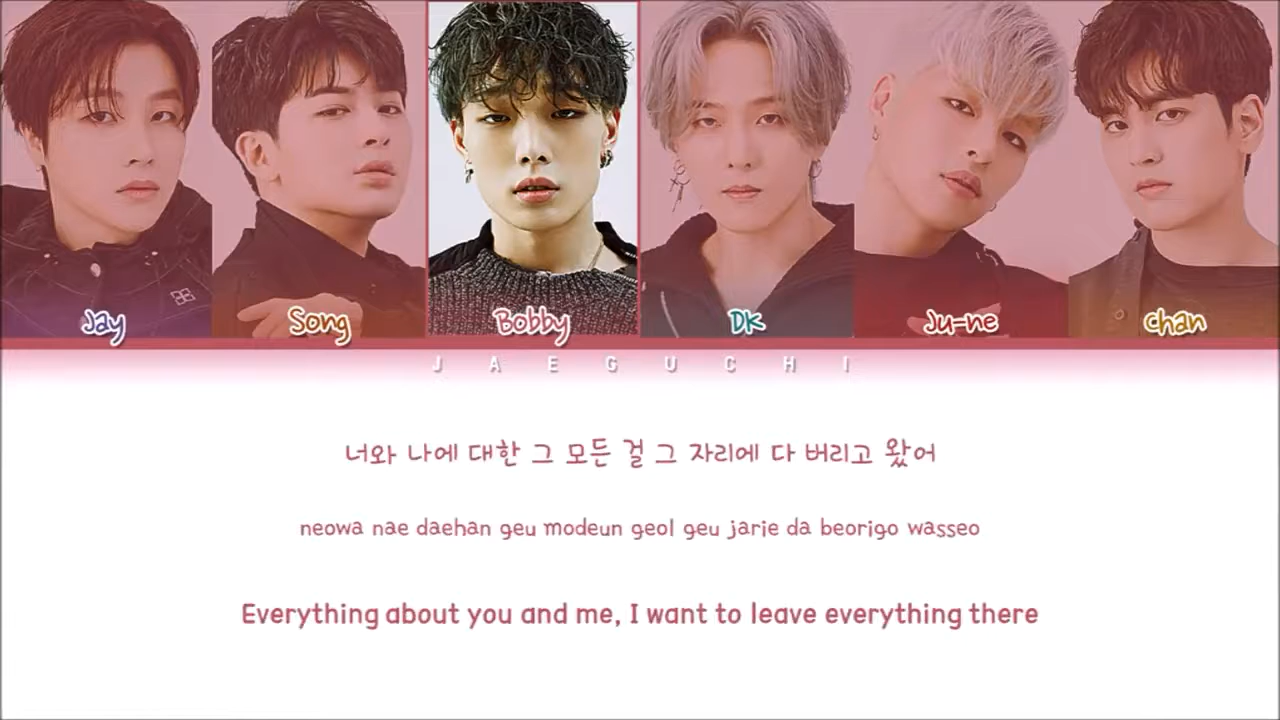 Jay Song Bobby DK Ju-ne chan
JAEGUCHI
너와 나에 대한 그 모든 걸 그 자리에 다 버리고 왔어
neowa nae daehan geu modeun geol geu jarie da beorigo wasseo
Everything about you and me, I want to leave everything there